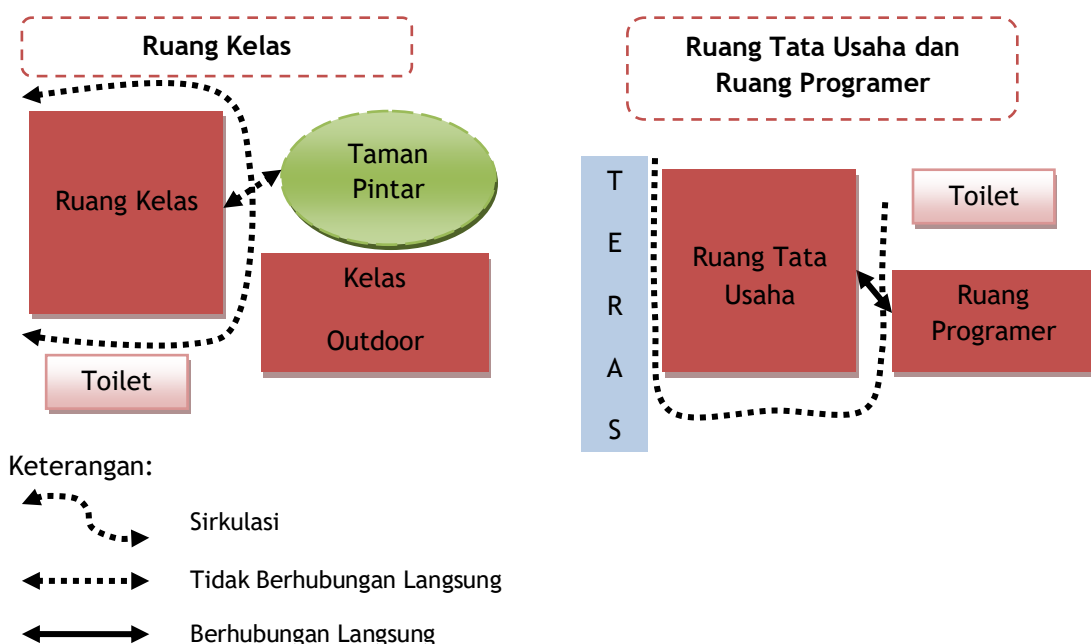 Ruang Kelas
Ruang Kelas
Taman
Pintar
Kelas
Outdoor
Toilet
Ruang Tata Usaha dan
Ruang Programer
T
E
R
A
S
Ruang Tata
Usaha
Toilet
Ruang
Programer
Keterangan:
Sirkulasi
Tidak Berhubungan Langsung
Berhubungan Langsung